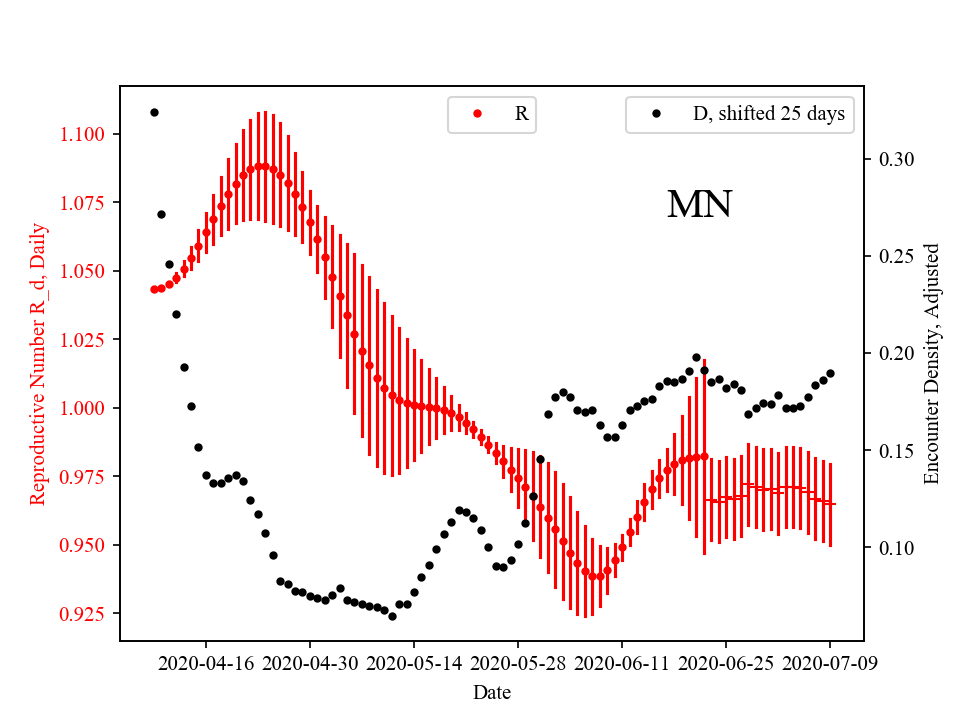 R
D, shifted 25 days
MN
1.100
1.075
1.050
1.025
1.000
0.975
0.950
0.925
Reproductive Number R_d, Daily
0.30
0.25
0.20
0.15
0.10
Encounter Density, Adjusted
2020-04-16 2020-04-30 2020-05-14 2020-05-28 2020-06-11 2020-06-25 2020-07-09
Date